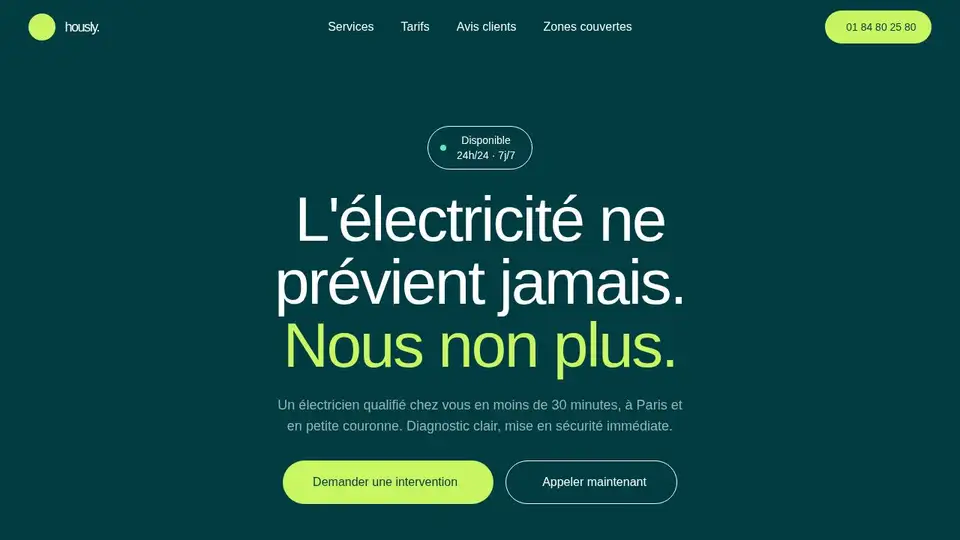 hously.
Services
Tarifs
Avis clients
Zones couvertes
01 84 80 25 80
Disponible
24h/24 · 7j/7
L'électricité ne
prévient jamais.
Nous non plus.
Un électricien qualifié chez vous en moins de 30 minutes, à Paris et
en petite couronne. Diagnostic clair, mise en sécurité immédiate.
Demander une intervention
Appeler maintenant